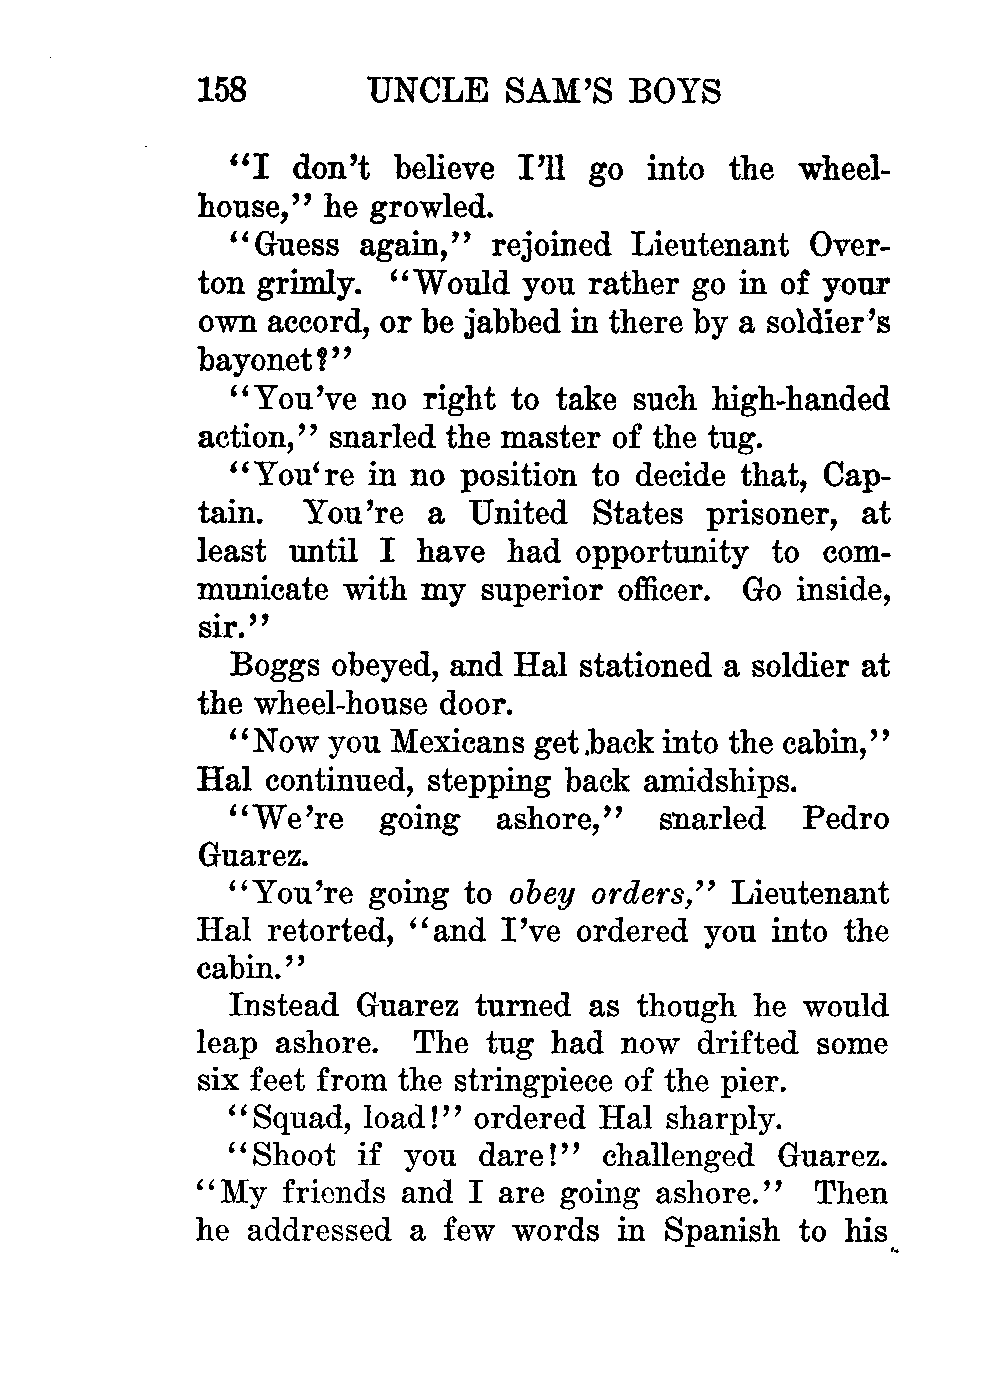 158 UNCLE SAM'S BOYS
"I don't believe I'll go into the wheel-
house," he growled.
"Guess again," rejoined Lieutenant Over-
ton grimly. "Would you rather go in of your
own accord, or be jabbed in there by a soldier's
bayonet?"
"You've no right to take such high-handed
action," snarled the master of the tug.
"You‘re in no position to decide that, Cap-
tain. You're a United States prisoner, at
least until I have had opportunity to com-
municate with my superior officer. Go inside,
sir."
Boggs obeyed, and Hal stationed a soldier at
the wheel-house door.
"Now you Mexicans get back into the cabin,"
Hal continued, stepping back amidships.
"We're going ashore," snarled Pedro
Guarez.
"You're going to obey orders," Lieutenant
Hal retorted, "and I've ordered you into the
cabin."
Instead Guarez turned as though he would
leap ashore. The tug had now drifted some
six feet from the stringpiece of the pier.
"Squad, load!" ordered Hal sharply.
"Shoot if you dare!" challenged Guarez.
"My friends and I are going ashore." Then
he addressed a few words in Spanish to his